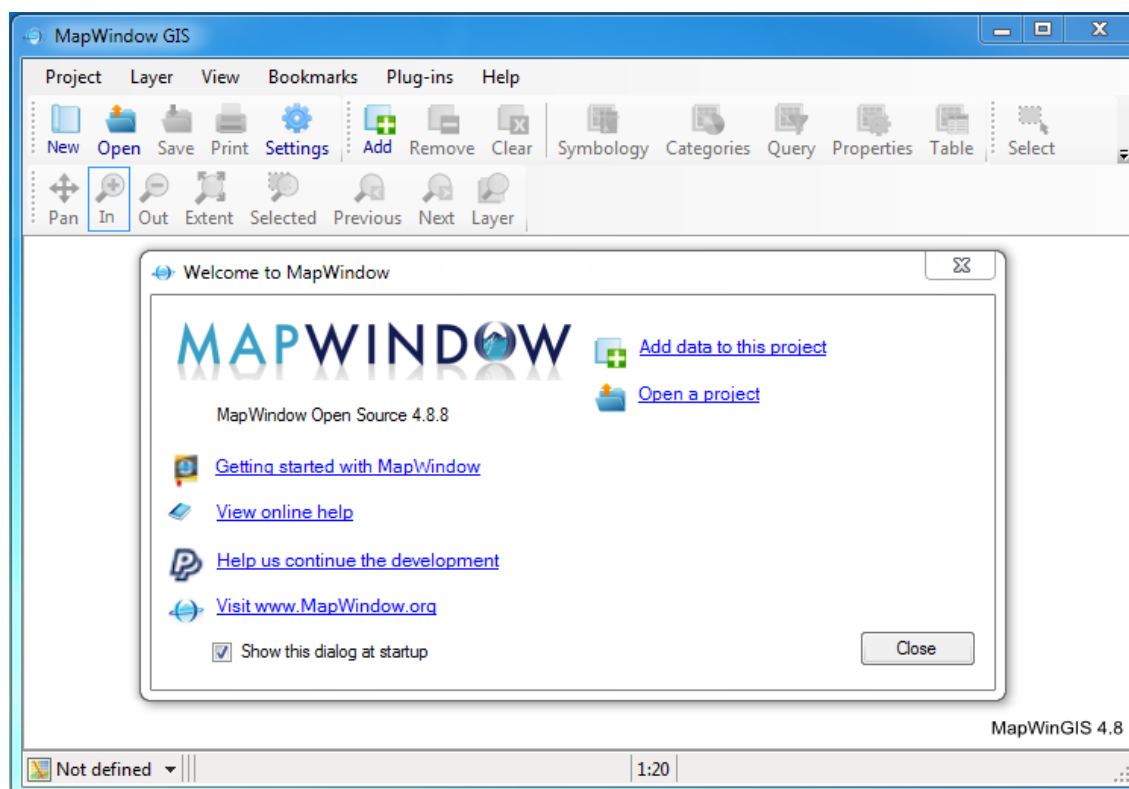 MapWindow GIS
Project Layer View Bookmarks Plug-ins Help
New Open Save Print Settings Add Remove Clear Symbology Categories Query Properties Table Select
Pan In Out Extent Selected Previous Next Layer
Welcome to MapWindow
MAPWINDOW
Add data to this project
Open a project
MapWindow Open Source 4.8.8
Getting started with MapWindow
View online help
Help us continue the development
Visit www.MapWindow.org
Show this dialog at startup
Close
MapWinGIS 4.8
Not defined 1:20